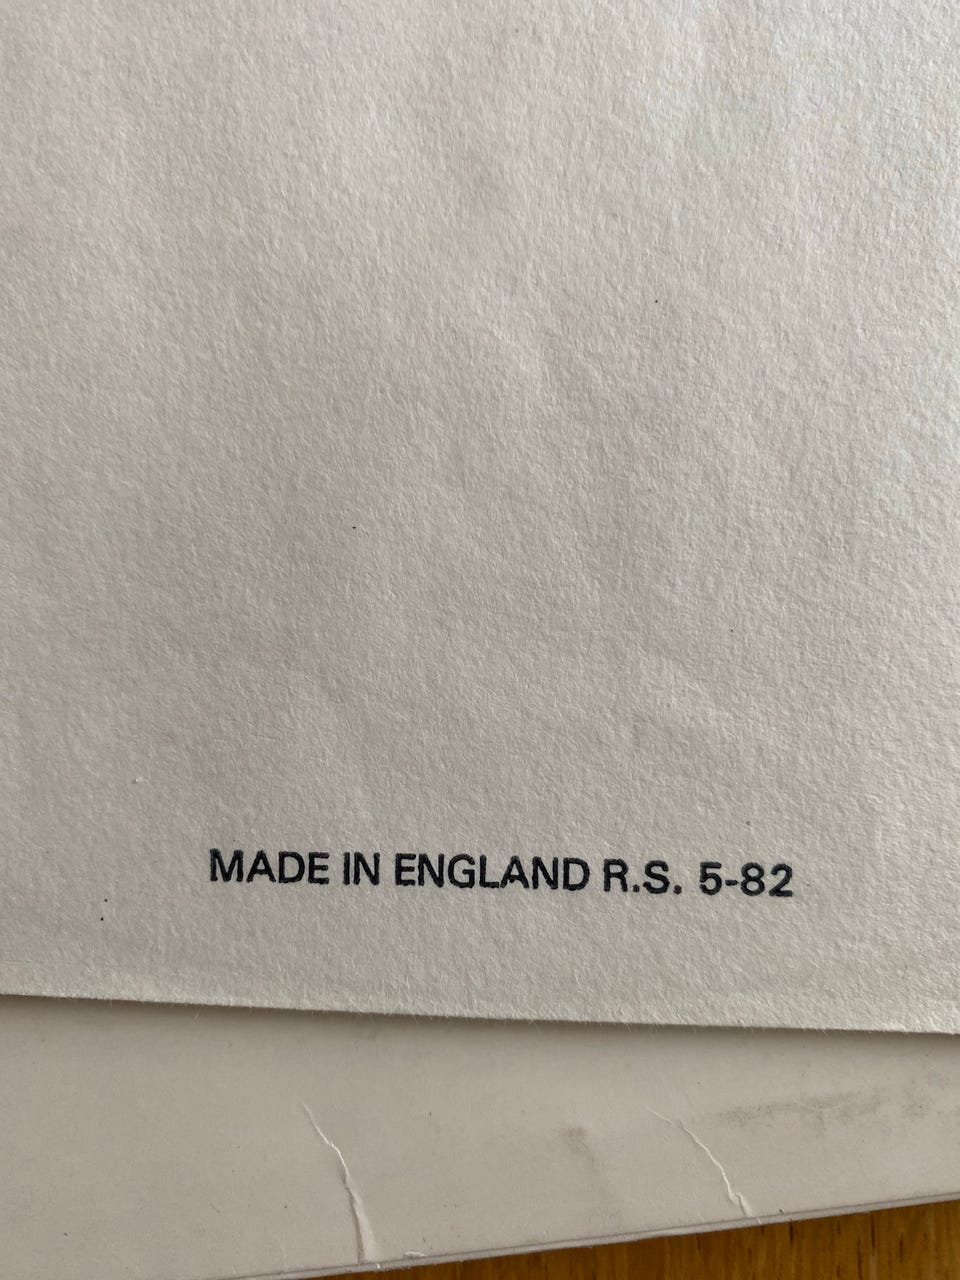 MADE IN ENGLAND R.S. 5-82